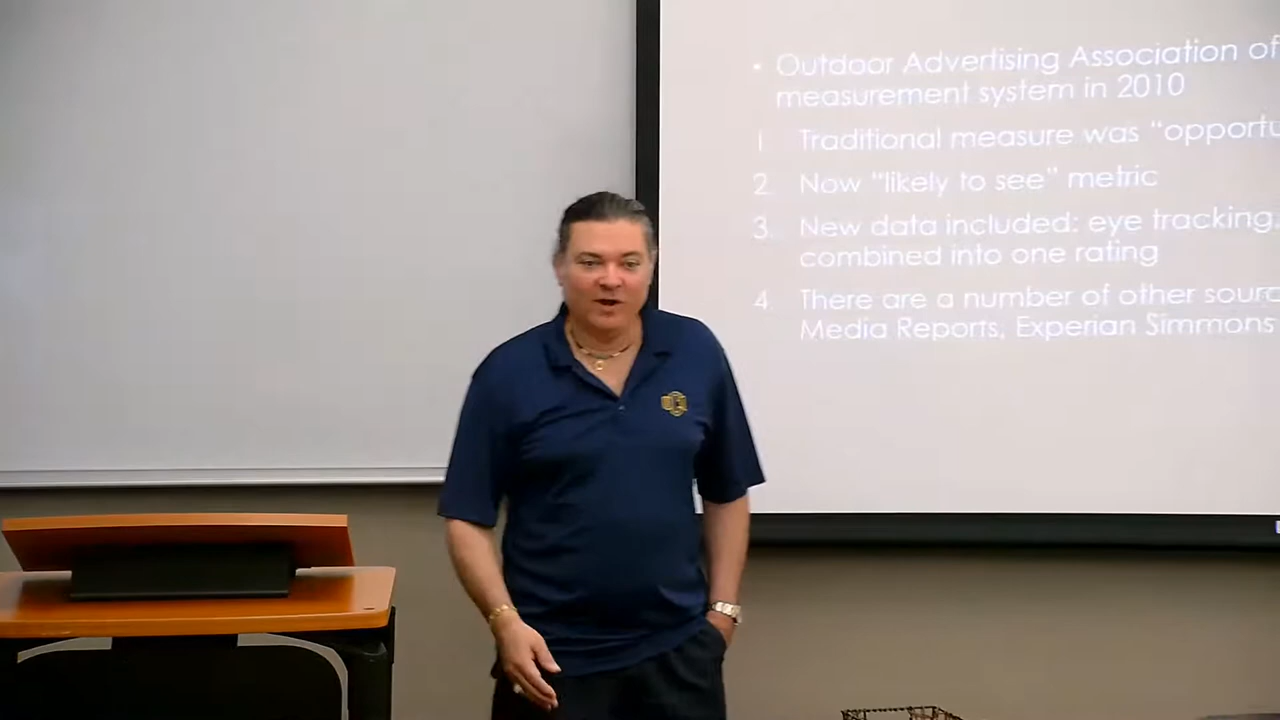 • Outdoor Advertising Association of
measurement system in 2010
1 Traditional measure was "opportu
2. Now "likely to see" metric
3. New data included: eye tracking,
combined into one rating
4. There are a number of other sourc
Media Reports, Experian Simmons